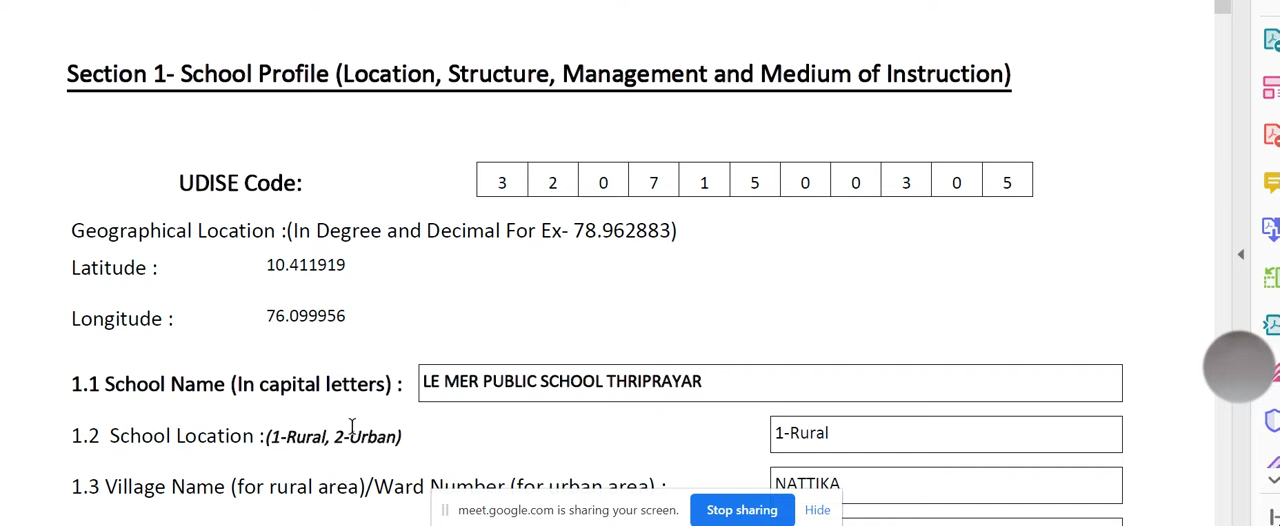 Section 1- School Profile (Location, Structure, Management and Medium of Instruction)
UDISE Code: 3 2 0 7 1 5 0 0 3 0 5
Geographical Location :(In Degree and Decimal For Ex- 78.962883)
Latitude : 10.411919
Longitude : 76.099956
1.1 School Name (In capital letters) : LE MER PUBLIC SCHOOL THRIPRAYAR
1.2 School Location :(1-Rural, 2-Urban) 1-Rural
1.3 Village Name (for rural area)/Ward Number (for urban area) : NATTIKA
meet.google.com is sharing your screen. Stop sharing Hide